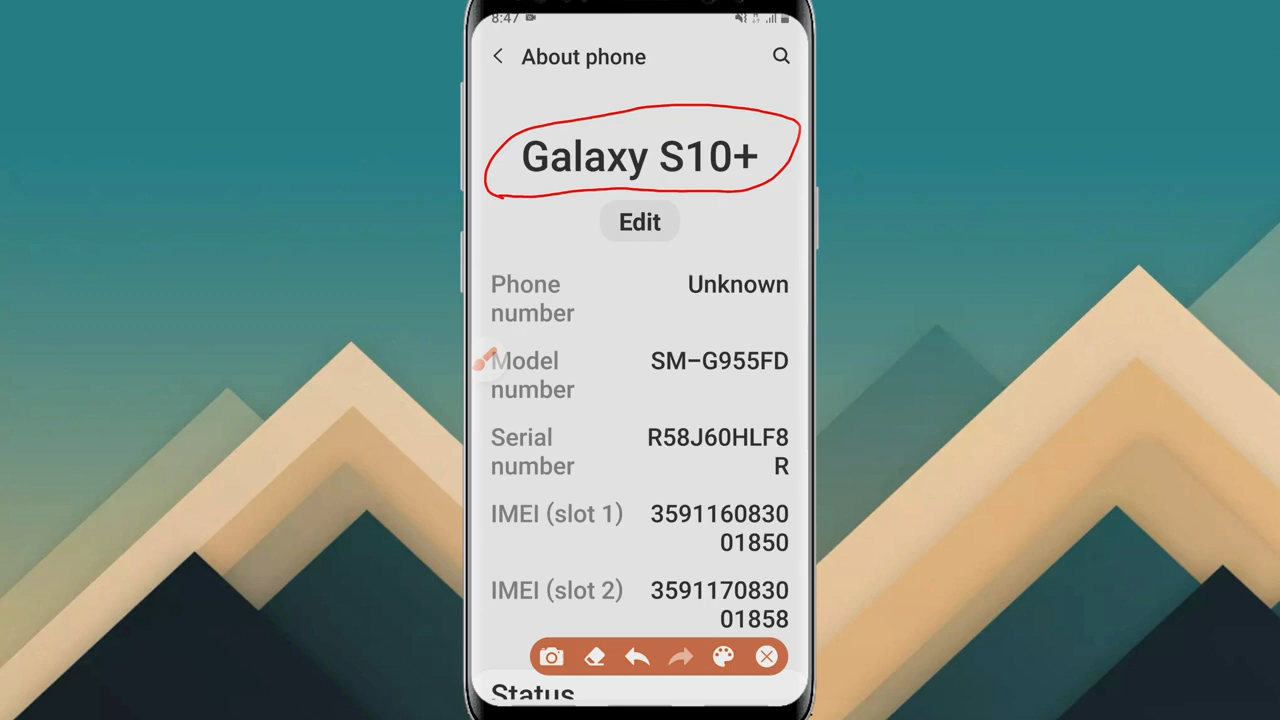 8:47
About phone
Galaxy S10+
Edit
Phone number
Unknown
Model number
SM-G955FD
Serial number
R58J60HLF8
R
IMEI (slot 1)
3591160830
01850
IMEI (slot 2)
3591170830
01858
Status